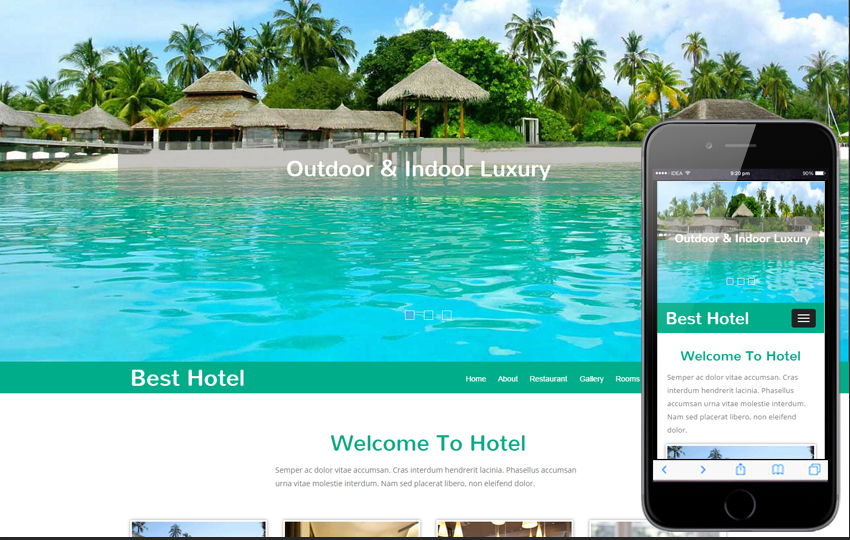 Outdoor & Indoor Luxury
Best Hotel
Home About Restaurant Gallery Rooms
Welcome To Hotel
Semper ac dolor vitae accumsan. Cras interdum hendrerit lacinia. Phasellus accumsan
urna vitae molestie interdum. Nam sed placerat libero, non eleifend dolor.
IDEA 9:20 pm 90%
Outdoor & Indoor Luxury
Best Hotel
Welcome To Hotel
Semper ac dolor vitae accumsan. Cras
interdum hendrerit lacinia. Phasellus
accumsan urna vitae molestie interdum.
Nam sed placerat libero, non eleifend
dolor.